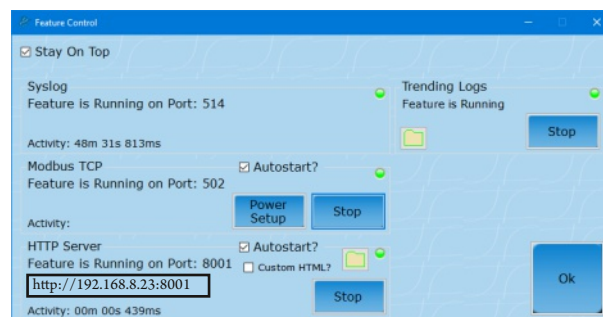 Feature Control
Stay On Top
Syslog
Feature is Running on Port: 514
Activity: 48m 31s 813ms
Trending Logs
Feature is Running
Stop
Modbus TCP
Autostart?
Feature is Running on Port: 502
Power Setup
Stop
Activity:
HTTP Server
Autostart?
Feature is Running on Port: 8001
Custom HTML?
http://192.168.8.23:8001
Stop
Activity: 00m 00s 439ms
Ok